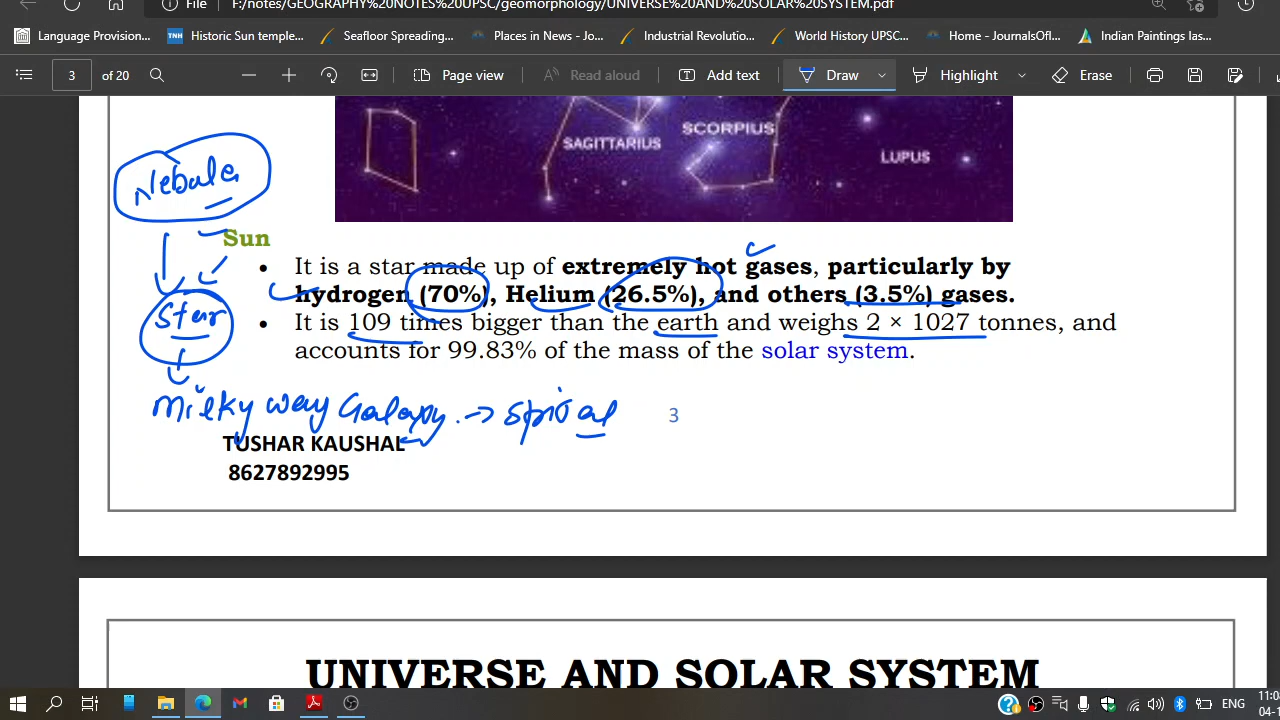 File F:/notes/GEOGRAPHY%20NOTES%20UPSC/geomorphology/UNIVERSE%20AND%20SOLAR%20SYSTEM.pdf
Language Provision... Historic Sun temple... Seafloor Spreading... Places in News - Jo... Industrial Revolutio... World History UPSC... Home - JournalsOfI... Indian Paintings las...
3 of 20 Page view Read aloud Add text Draw Highlight Erase
SAGITTARIUS SCORPIUS LUPUS
Nebula
Sun
It is a star made up of extremely hot gases, particularly by
hydrogen (70%), Helium (26.5%), and others (3.5%) gases.
Star
It is 109 times bigger than the earth and weighs 2 × 1027 tonnes, and
accounts for 99.83% of the mass of the solar system.
Milky way Galaxy. → spiral
3
TUSHAR KAUSHAL
8627892995
UNIVERSE AND SOLAR SYSTEM
ENG